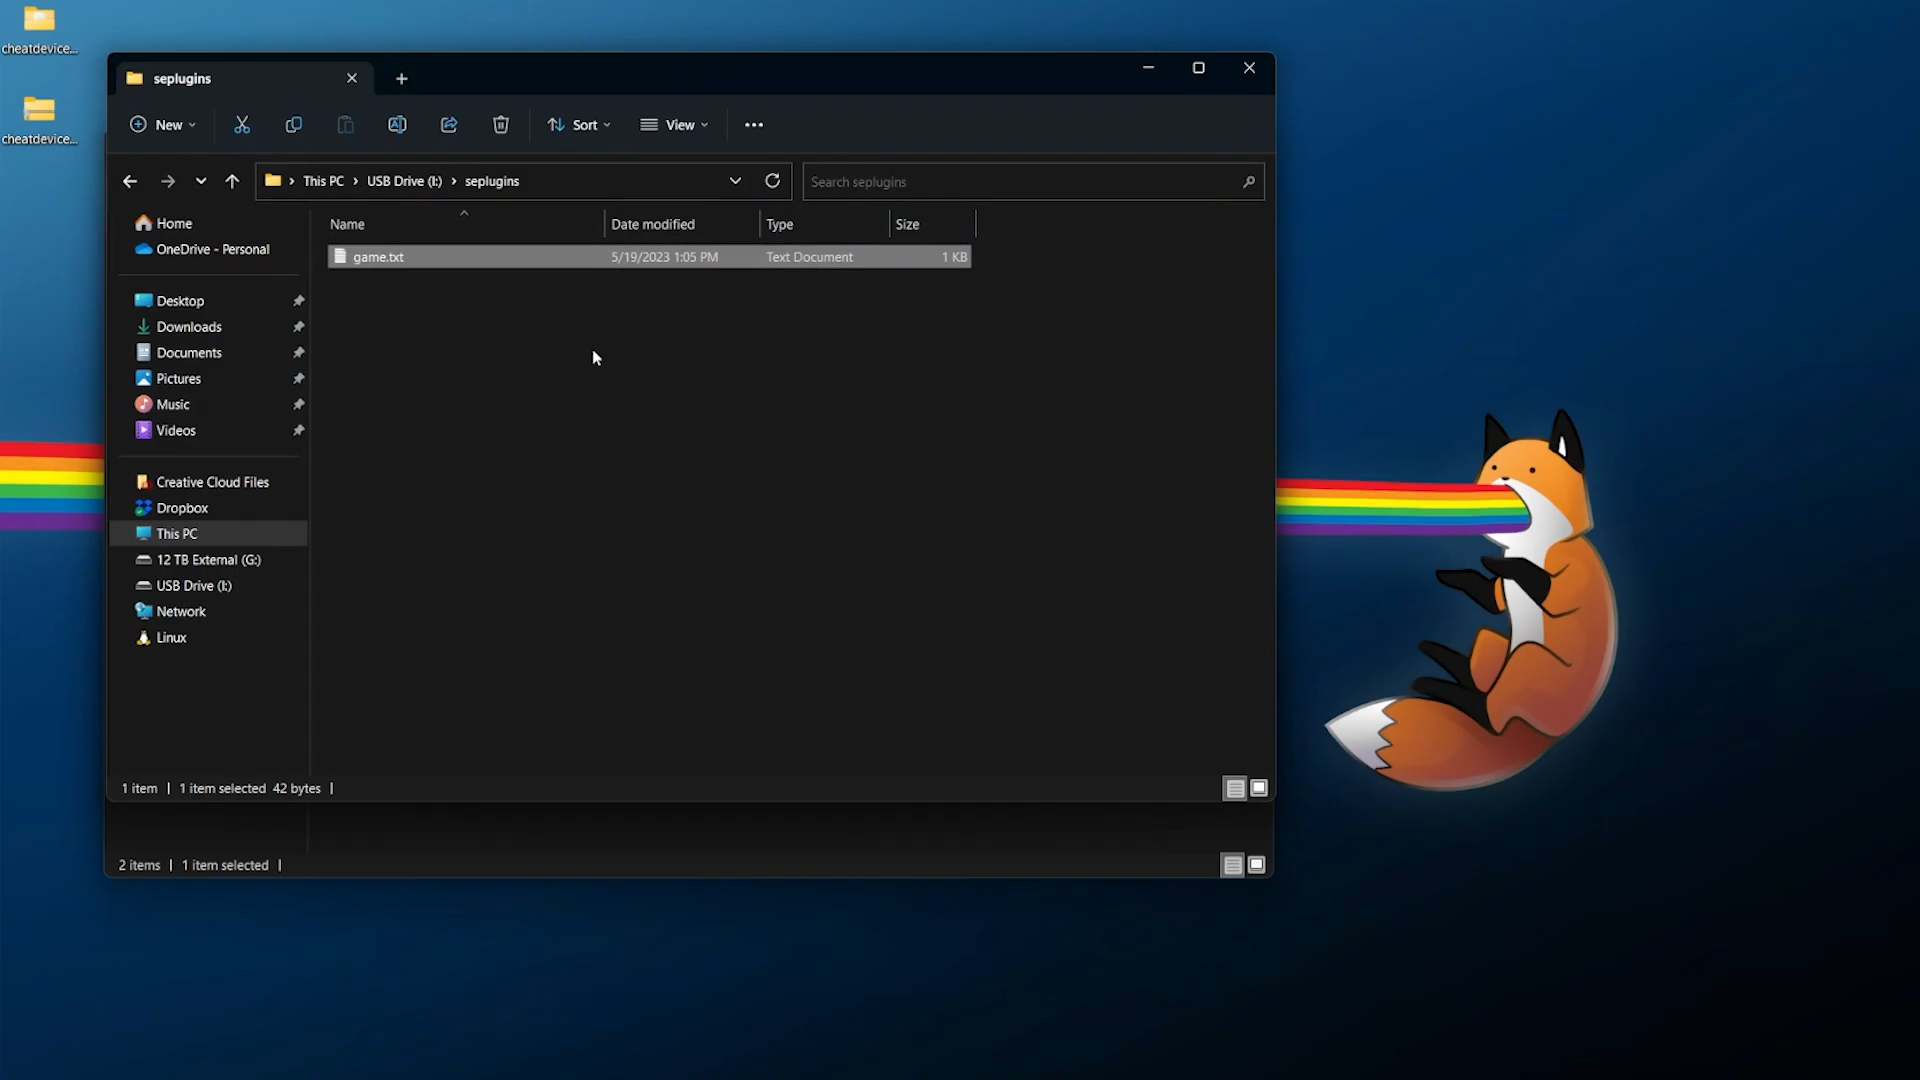 cheatdevice...
cheatdevice...
seplugins
New
Sort
View
This PC > USB Drive (I:) > seplugins
Search seplugins
Home
OneDrive - Personal
Desktop
Downloads
Documents
Pictures
Music
Videos
Creative Cloud Files
Dropbox
This PC
12 TB External (G:)
USB Drive (I:)
Network
Linux
Name Date modified Type Size
game.txt 5/19/2023 1:05 PM Text Document 1 KB
1 item | 1 item selected 42 bytes |
2 items | 1 item selected |